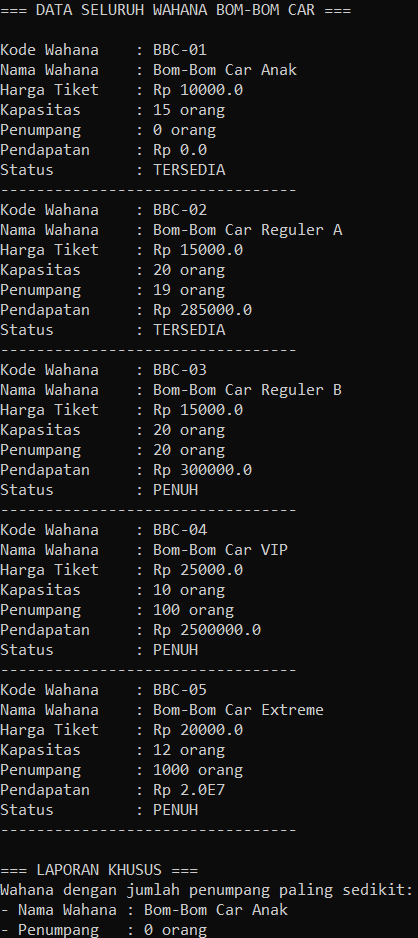 === DATA SELURUH WAHANA BOM-BOM CAR ===
Kode Wahana : BBC-01
Nama Wahana : Bom-Bom Car Anak
Harga Tiket : Rp 10000.0
Kapasitas : 15 orang
Penumpang : 0 orang
Pendapatan : Rp 0.0
Status : TERSEDIA
---------------------------------
Kode Wahana : BBC-02
Nama Wahana : Bom-Bom Car Reguler A
Harga Tiket : Rp 15000.0
Kapasitas : 20 orang
Penumpang : 19 orang
Pendapatan : Rp 285000.0
Status : TERSEDIA
---------------------------------
Kode Wahana : BBC-03
Nama Wahana : Bom-Bom Car Reguler B
Harga Tiket : Rp 15000.0
Kapasitas : 20 orang
Penumpang : 20 orang
Pendapatan : Rp 300000.0
Status : PENUH
---------------------------------
Kode Wahana : BBC-04
Nama Wahana : Bom-Bom Car VIP
Harga Tiket : Rp 25000.0
Kapasitas : 10 orang
Penumpang : 100 orang
Pendapatan : Rp 2500000.0
Status : PENUH
---------------------------------
Kode Wahana : BBC-05
Nama Wahana : Bom-Bom Car Extreme
Harga Tiket : Rp 20000.0
Kapasitas : 12 orang
Penumpang : 1000 orang
Pendapatan : Rp 2.0E7
Status : PENUH
---------------------------------
=== LAPORAN KHUSUS ===
Wahana dengan jumlah penumpang paling sedikit:
- Nama Wahana : Bom-Bom Car Anak
- Penumpang : 0 orang